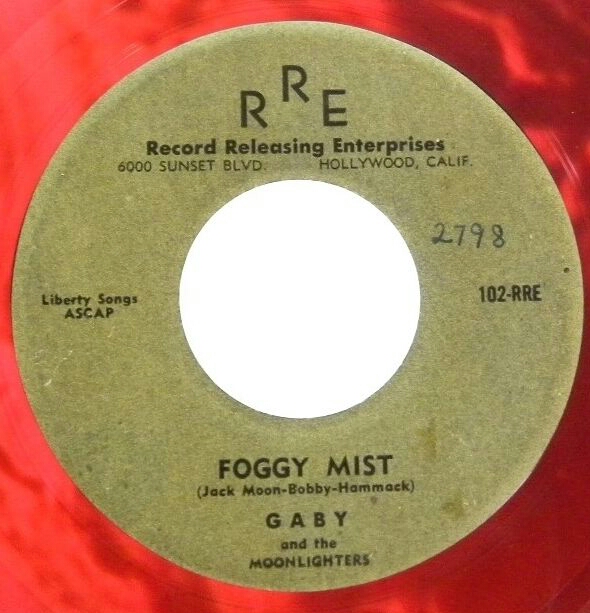 R R E
Record Releasing Enterprises
6000 SUNSET BLVD. HOLLYWOOD, CALIF.
2798
Liberty Songs
ASCAP
102-RRE
FOGGY MIST
(Jack Moon-Bobby-Hammack)
GABY
and the
MOONLIGHTERS